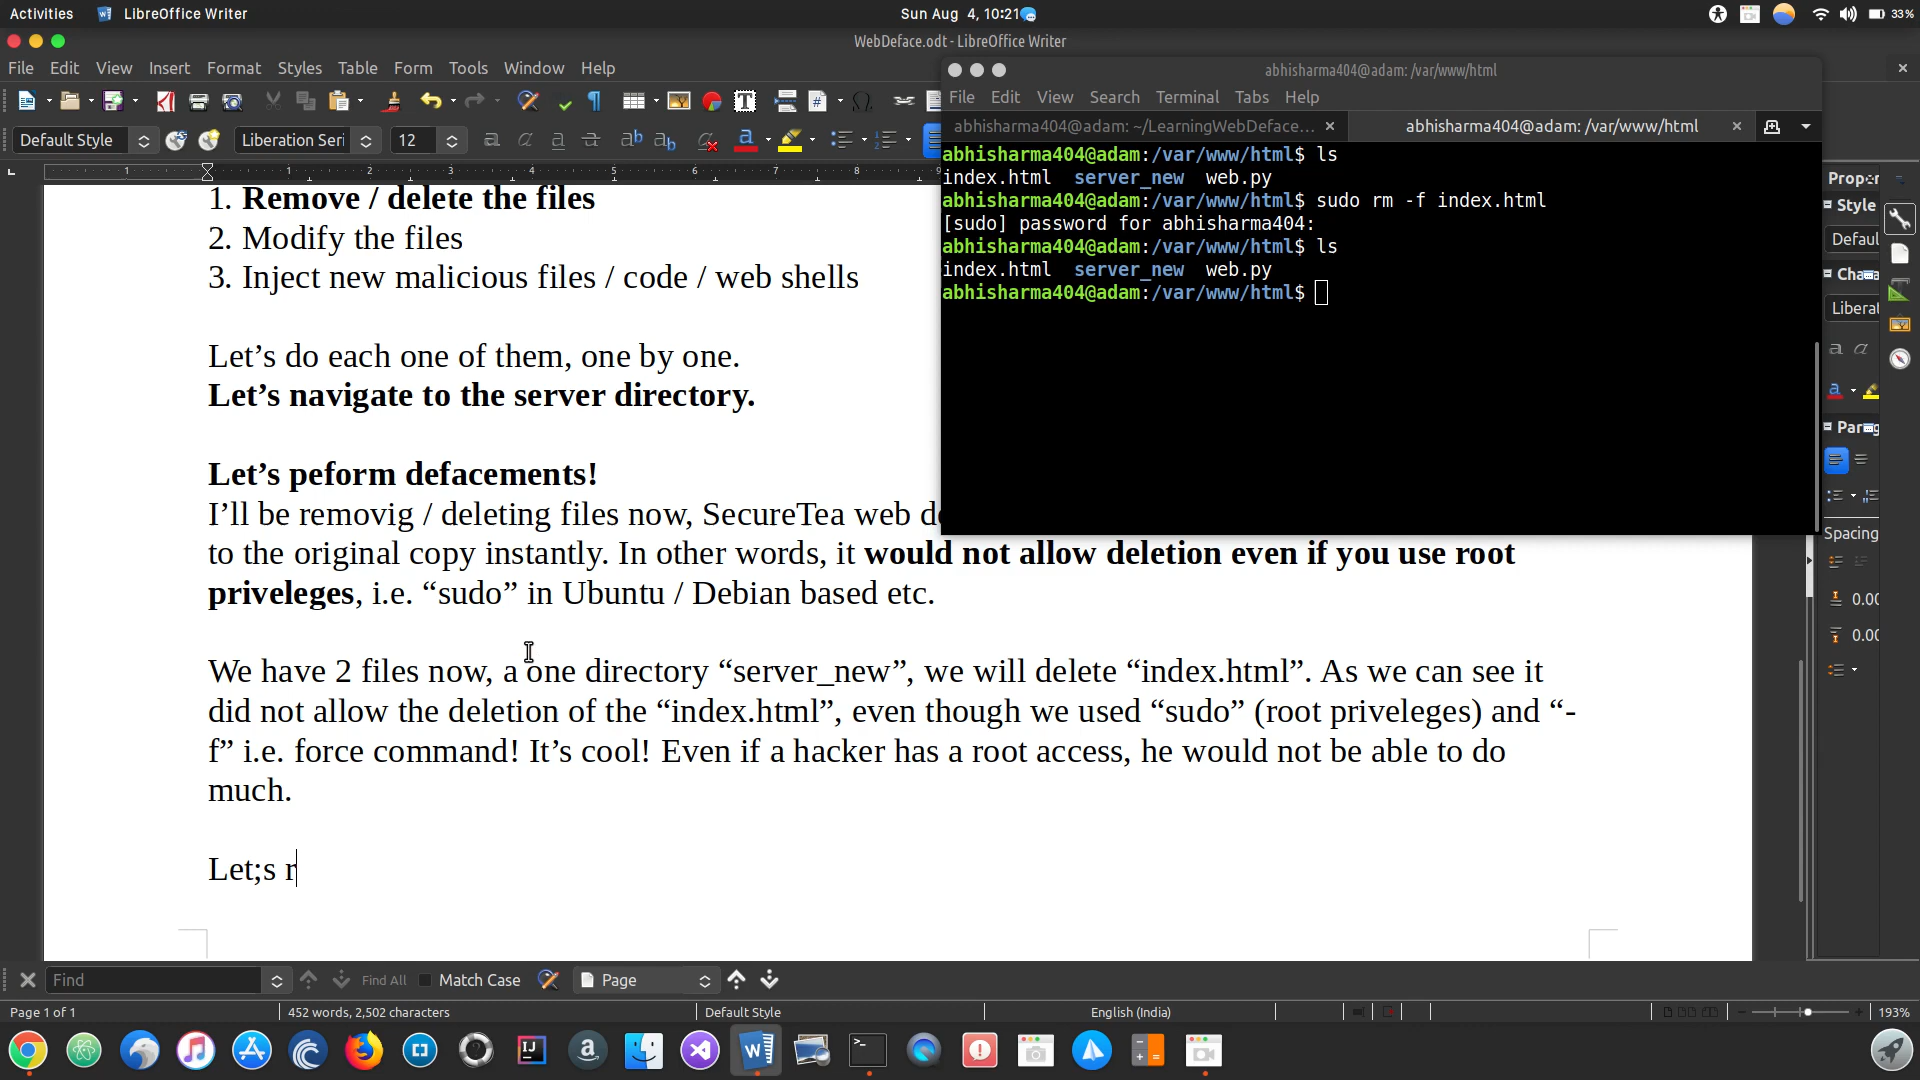 Activities LibreOffice Writer Sun Aug 4, 10:21 33%
WebDeface.odt - LibreOffice Writer
File Edit View Insert Format Styles Table Form Tools Window Help
Default Style Liberation Seri 12
1. Remove / delete the files
2. Modify the files
3. Inject new malicious files / code / web shells
Let’s do each one of them, one by one.
Let’s navigate to the server directory.
Let’s peform defacements!
I’ll be removig / deleting files now, SecureTea web
to the original copy instantly. In other words, it would not allow deletion even if you use root
priveleges, i.e. “sudo” in Ubuntu / Debian based etc.
We have 2 files now, a one directory “server_new”, we will delete “index.html”. As we can see it
did not allow the deletion of the “index.html”, even though we used “sudo” (root priveleges) and “-
f” i.e. force command! It’s cool! Even if a hacker has a root access, he would not be able to do
much.
Let;s r
abhisharma404@adam: /var/www/html
File Edit View Search Terminal Tabs Help
abhisharma404@adam: ~/LearningWebDeface... abhisharma404@adam: /var/www/html
abhisharma404@adam:/var/www/html$ ls
index.html server_new web.py
abhisharma404@adam:/var/www/html$ sudo rm -f index.html
[sudo] password for abhisharma404:
abhisharma404@adam:/var/www/html$ ls
index.html server_new web.py
abhisharma404@adam:/var/www/html$
Style
Defaul
Liberat
Spacing
0.00
0.00
Find Find All Match Case Page
Page 1 of 1 452 words, 2,502 characters Default Style English (India) 193%